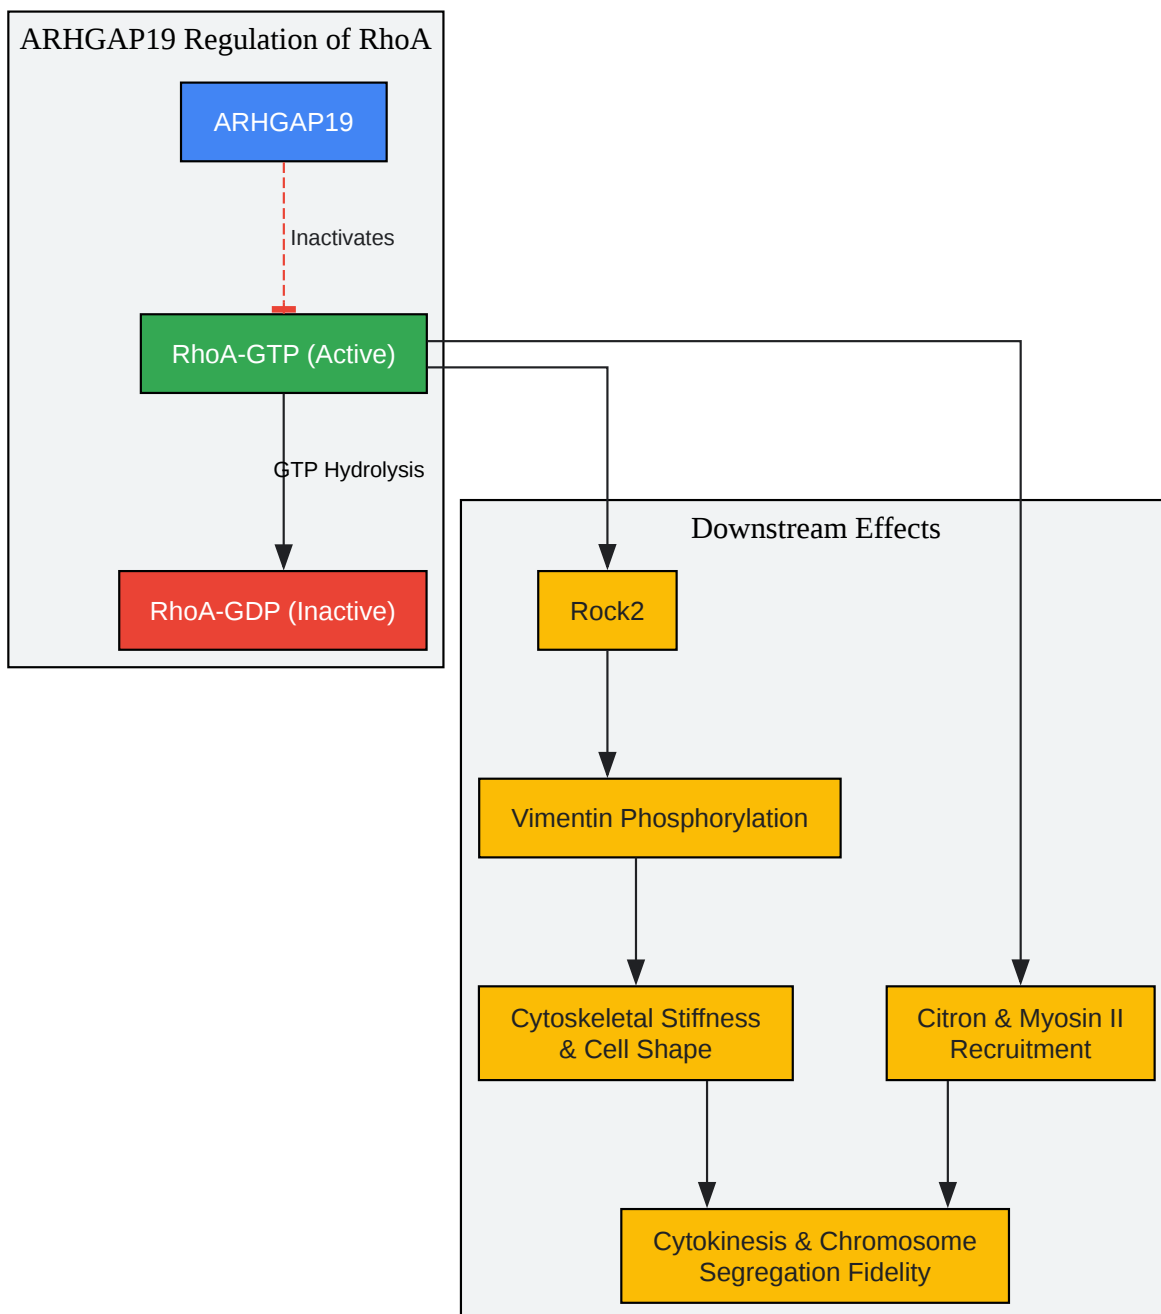 ARHGAP19 Regulation of RhoA
ARHGAP19
Inactivates
RhoA-GTP (Active)
GTP Hydrolysis
RhoA-GDP (Inactive)
Downstream Effects
Rock2
Vimentin Phosphorylation
Cytoskeletal Stiffness
& Cell Shape
Citron & Myosin II
Recruitment
Cytokinesis & Chromosome
Segregation Fidelity